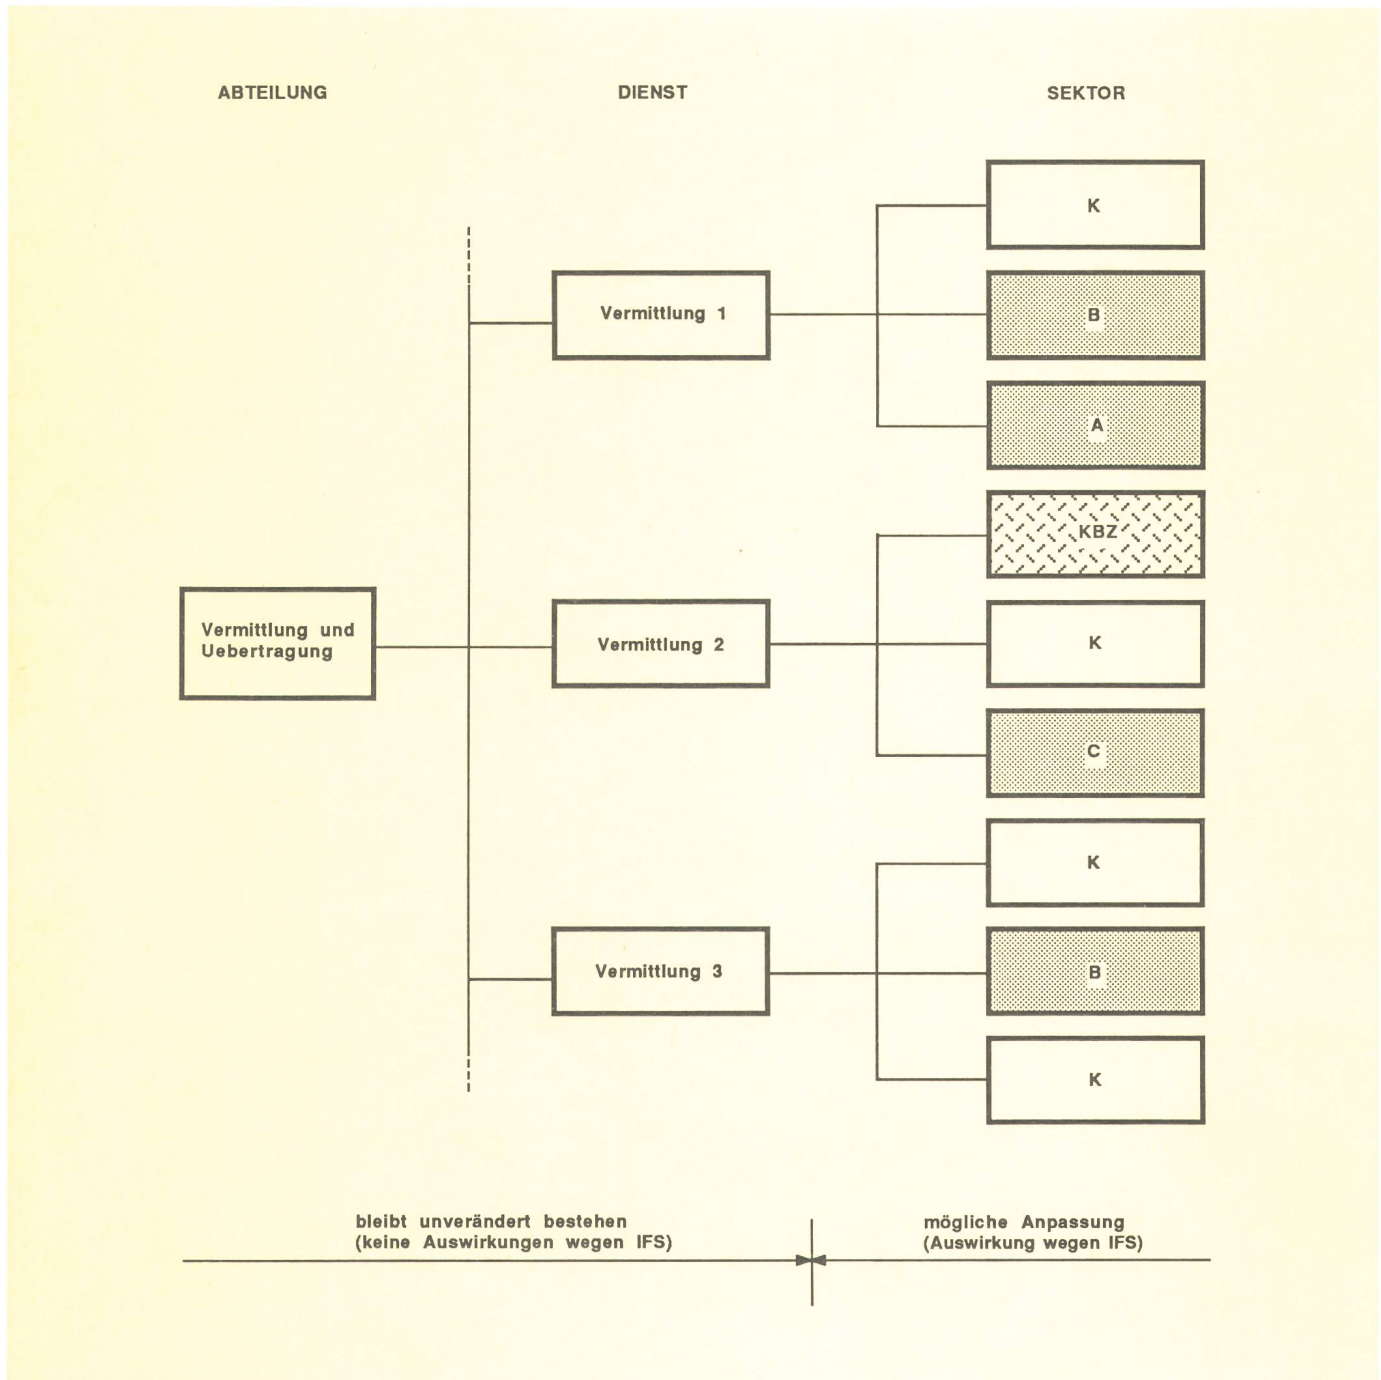 ABTEILUNG
DIENST
SEKTOR
K
Vermittlung 1
B
A
KBZ
Vermittlung und
Uebertragung
Vermittlung 2
K
C
K
Vermittlung 3
B
K
bleibt unverändert bestehen
(keine Auswirkungen wegen IFS)
mögliche Anpassung
(Auswirkung wegen IFS)